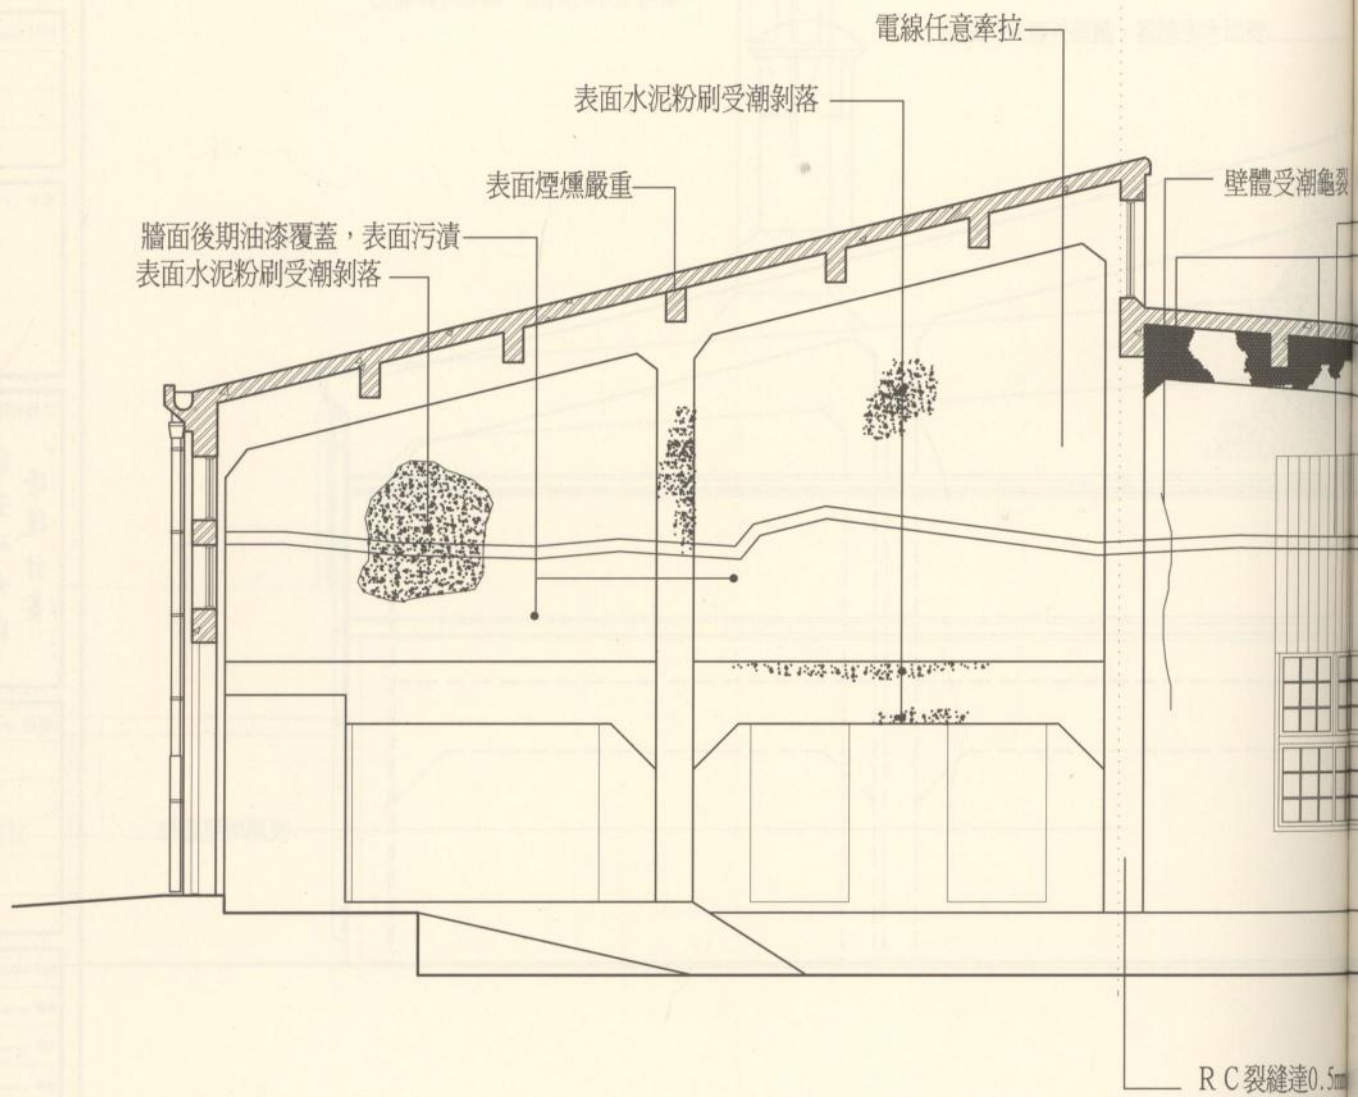 電線任意牽拉
表面水泥粉刷受潮剝落
表面煙燻嚴重
壁體受潮龜裂
牆面後期油漆覆蓋，表面污漬
表面水泥粉刷受潮剝落
ＲＣ裂縫達0.5mm